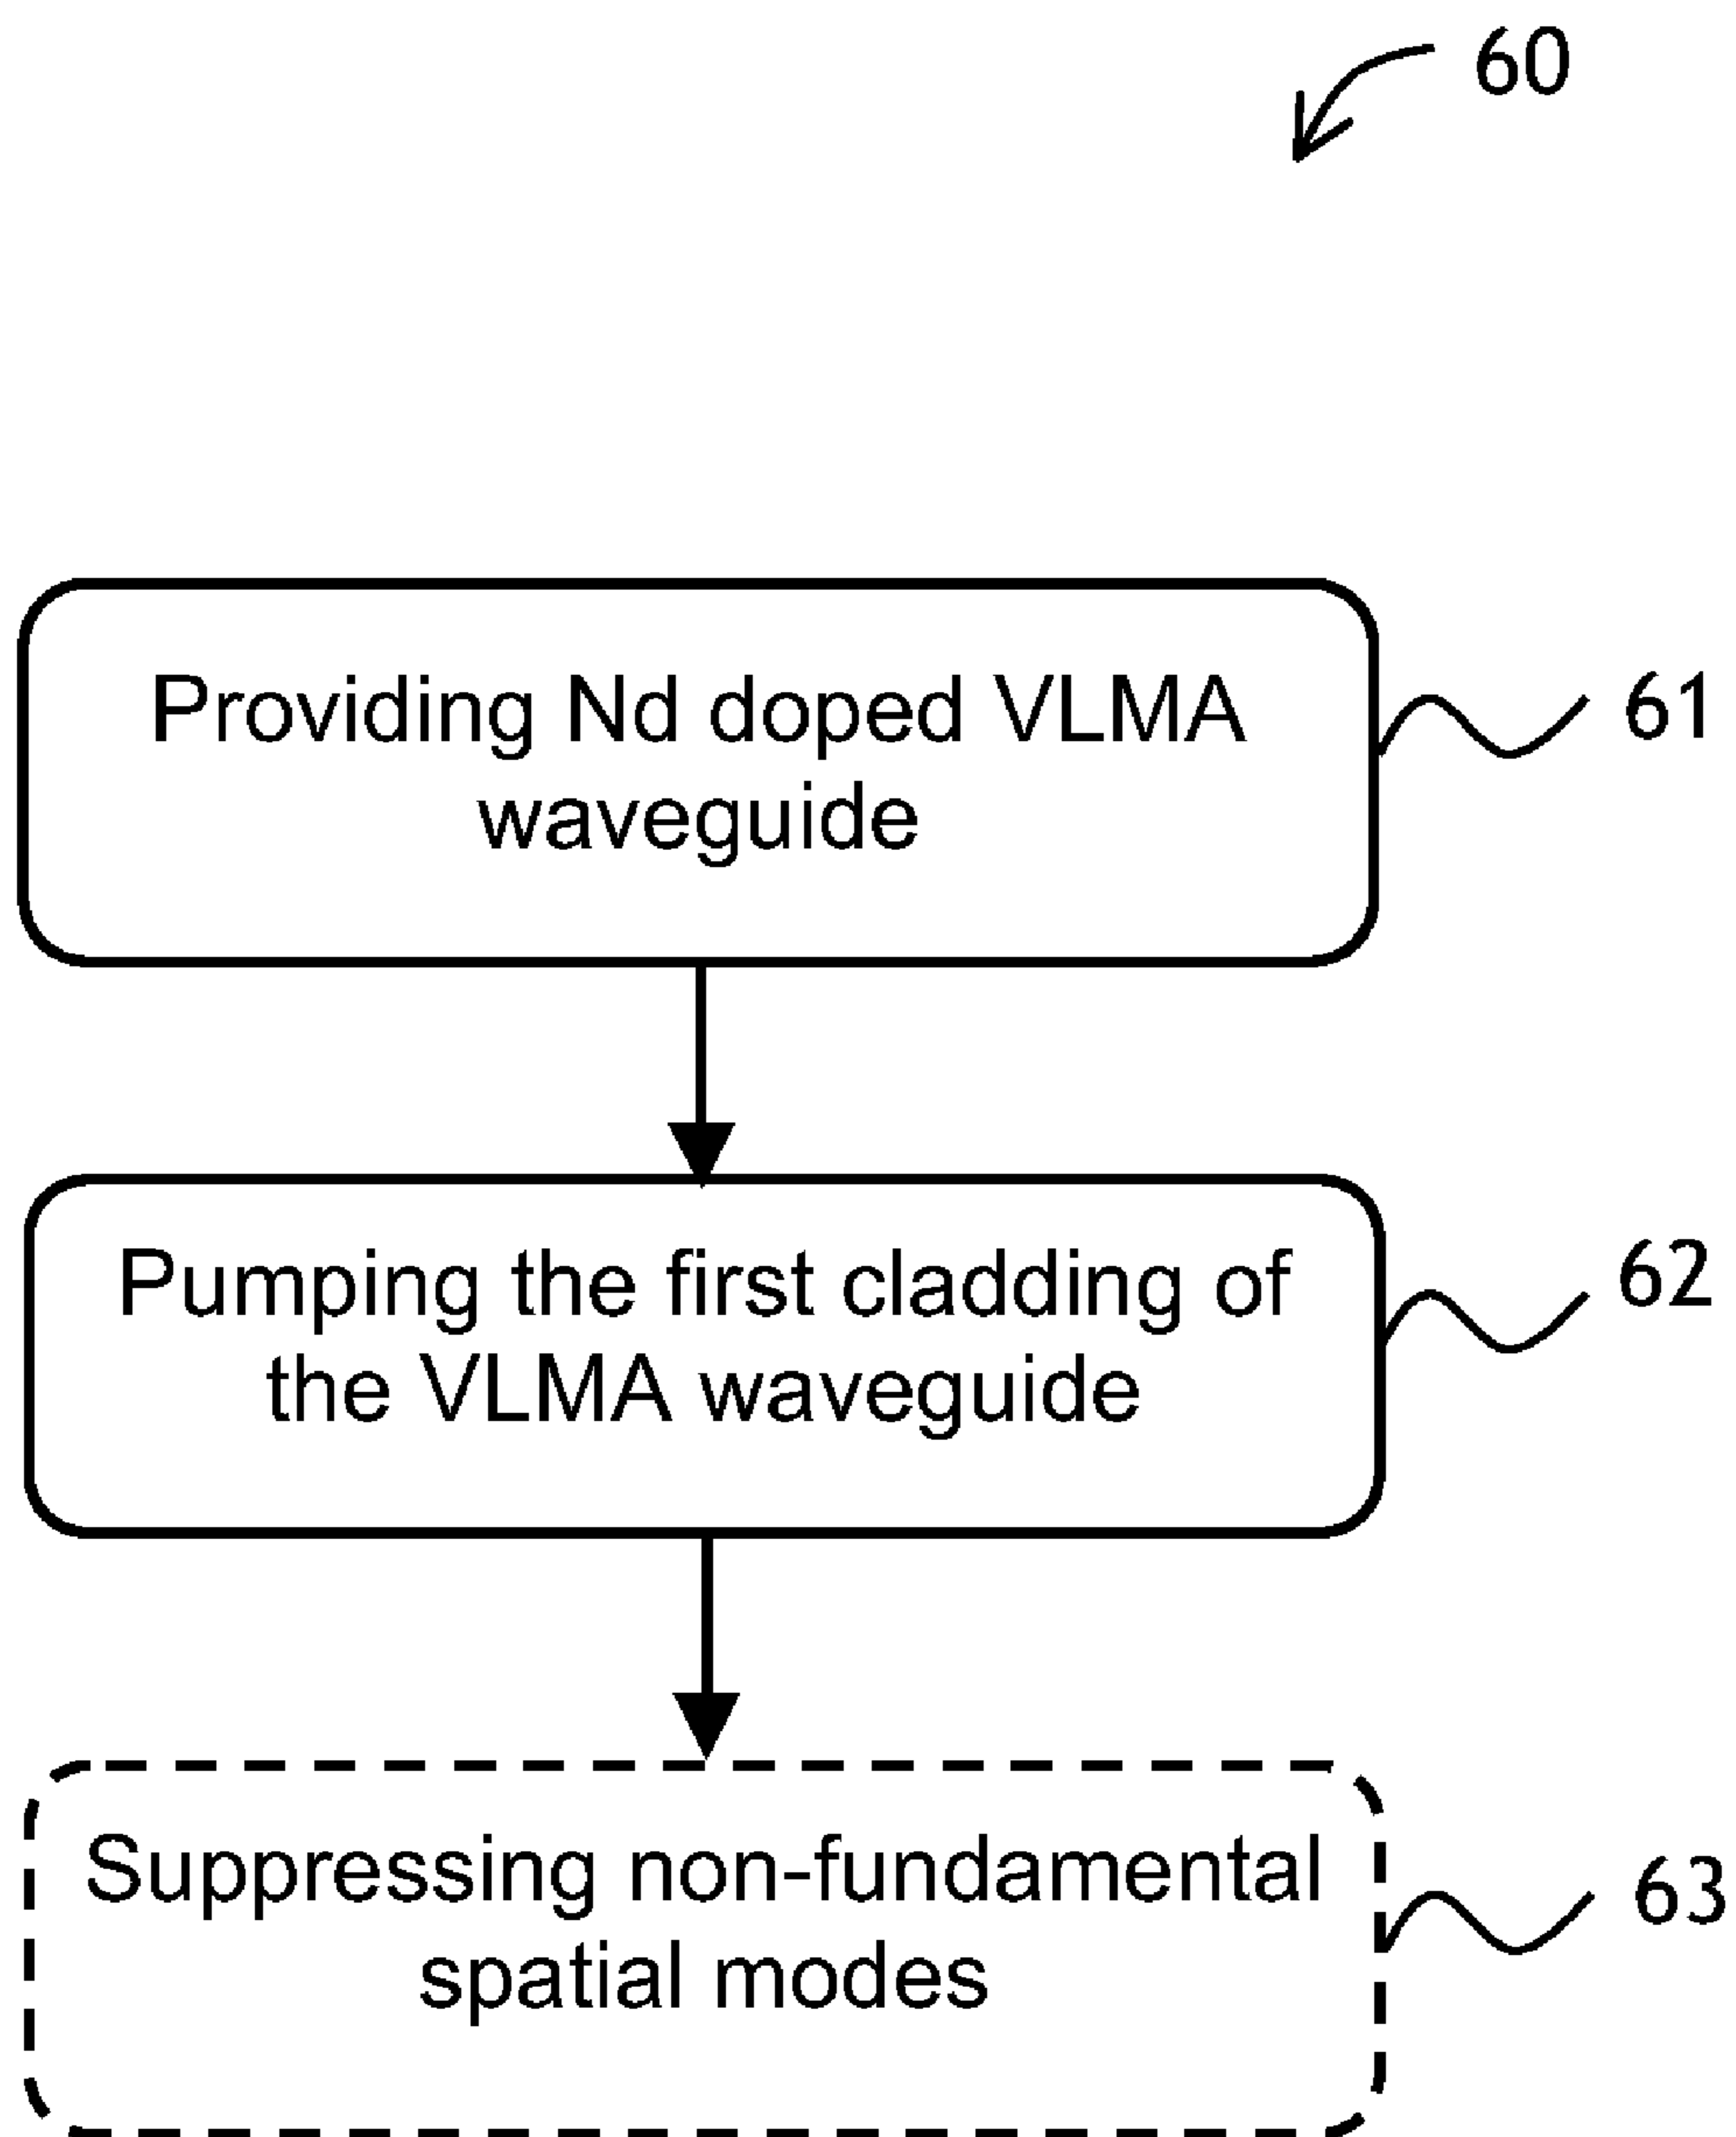 60
Providing Nd doped VLMA
waveguide
61
Pumping the first cladding of
the VLMA waveguide
62
Suppressing non-fundamental
spatial modes
63